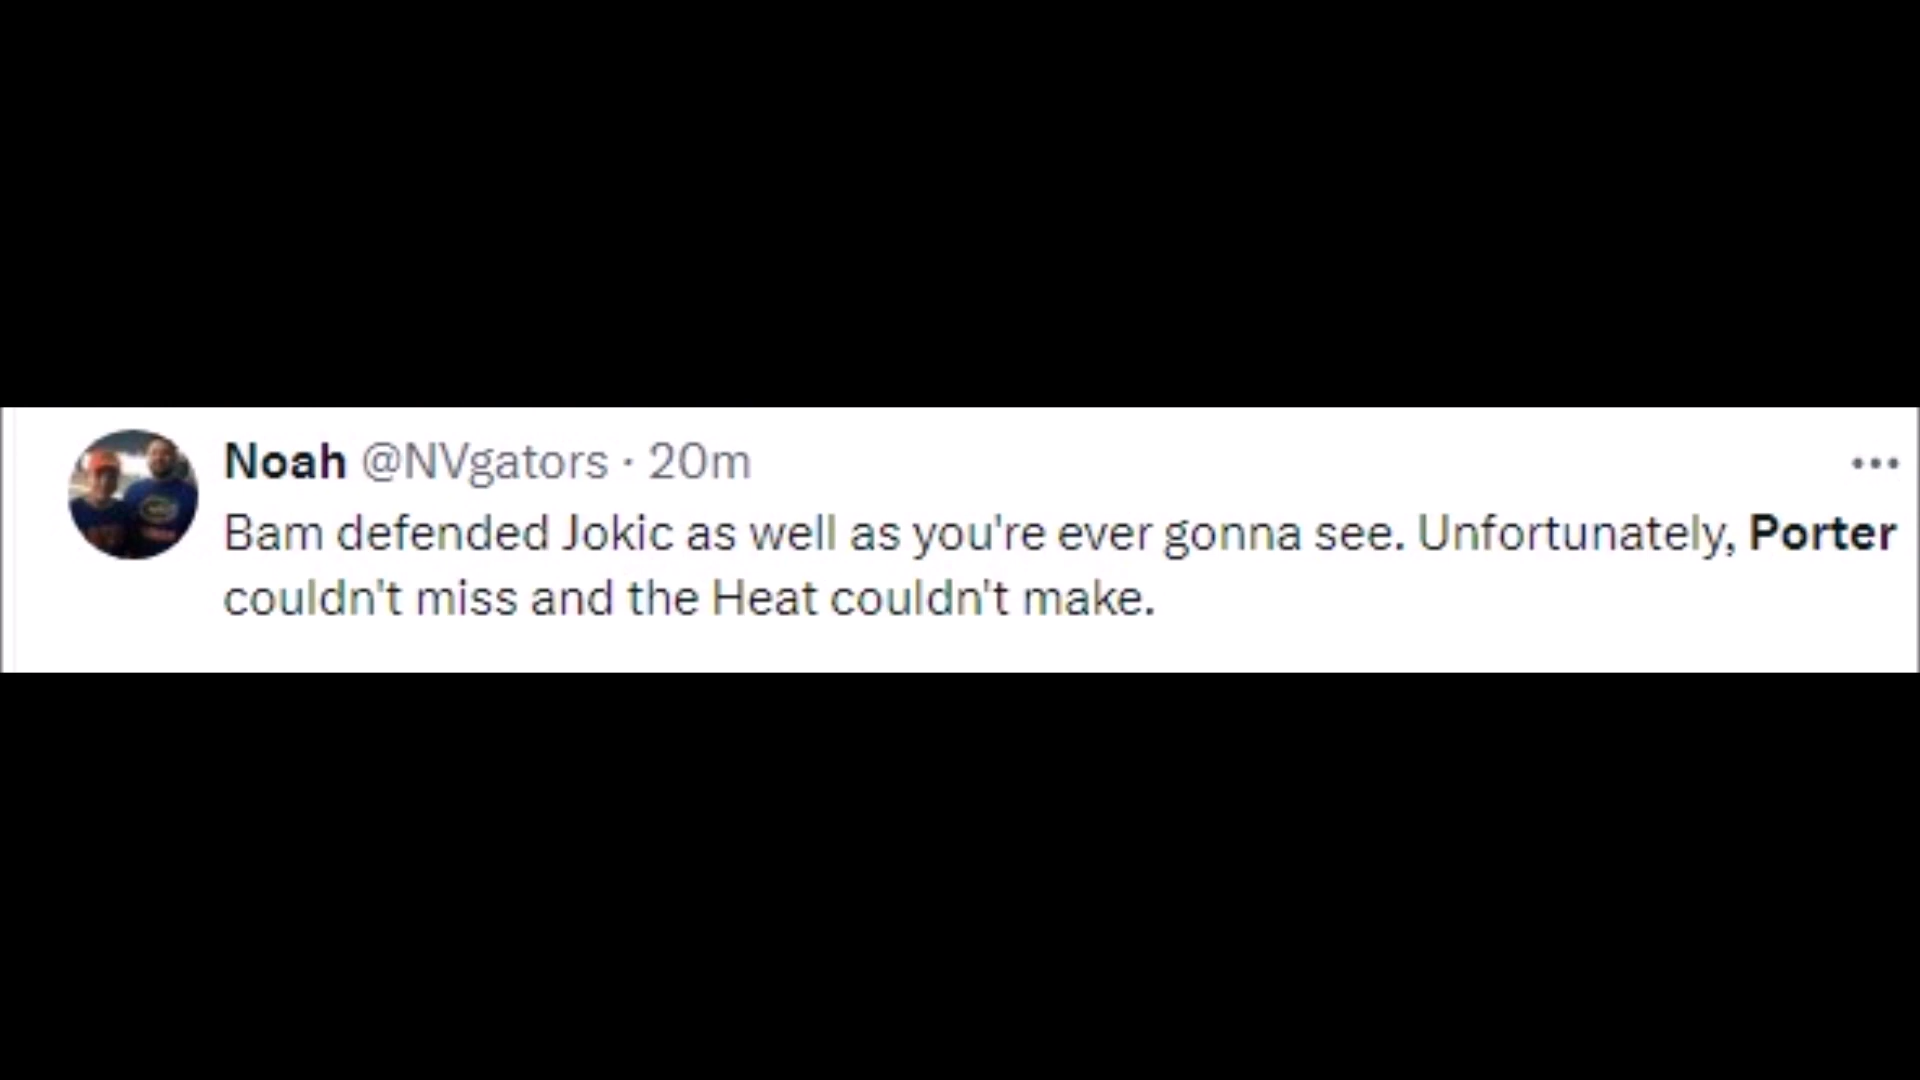 Noah @NVgators · 20m
Bam defended Jokic as well as you're ever gonna see. Unfortunately, Porter
couldn't miss and the Heat couldn't make.